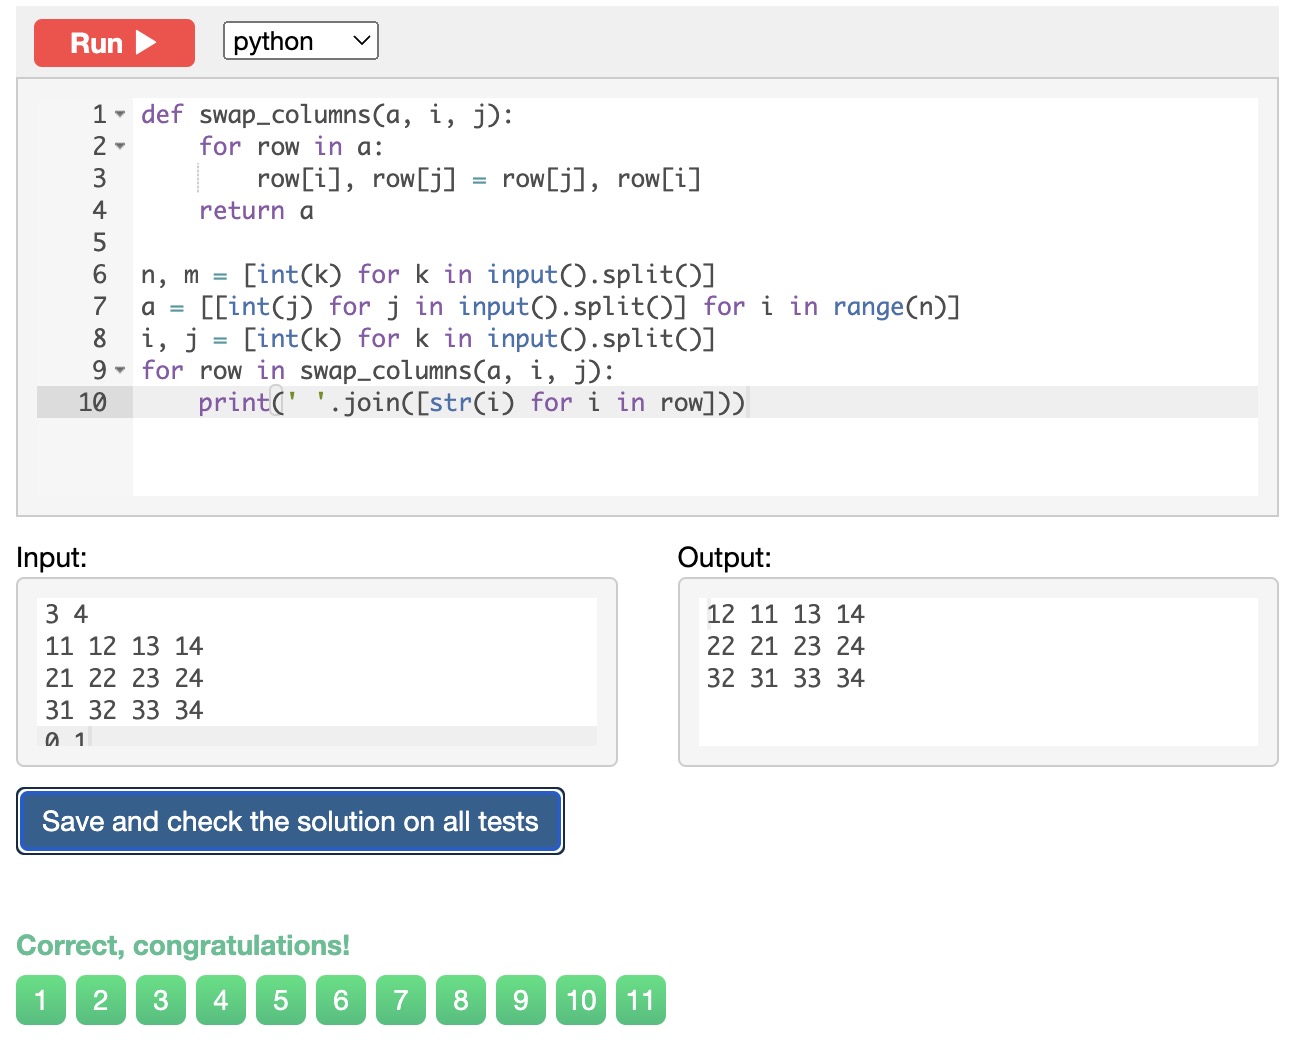 Run
python
1 def swap_columns(a, i, j):
2     for row in a:
3         row[i], row[j] = row[j], row[i]
4     return a
5
6 n, m = [int(k) for k in input().split()]
7 a = [[int(j) for j in input().split()] for i in range(n)]
8 i, j = [int(k) for k in input().split()]
9 for row in swap_columns(a, i, j):
10     print(' '.join([str(i) for i in row]))
Input:
3 4
11 12 13 14
21 22 23 24
31 32 33 34
0 1
Output:
12 11 13 14
22 21 23 24
32 31 33 34
Save and check the solution on all tests
Correct, congratulations!
1 2 3 4 5 6 7 8 9 10 11